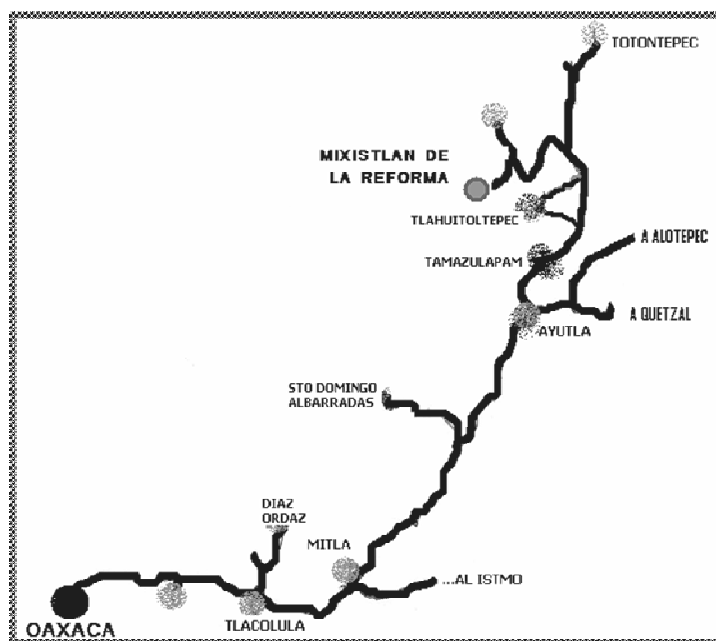 TOTONTEPEC
MIXISTLAN DE
LA REFORMA
TLAHUITOLTEPEC
A ALOTEPEC
TAMAZULAPAM
A QUETZAL
AYUTLA
STO DOMINGO
ALBARRADAS
DIAZ
ORDAZ
MITLA
...AL ISTMO
TLACOLULA
OAXACA